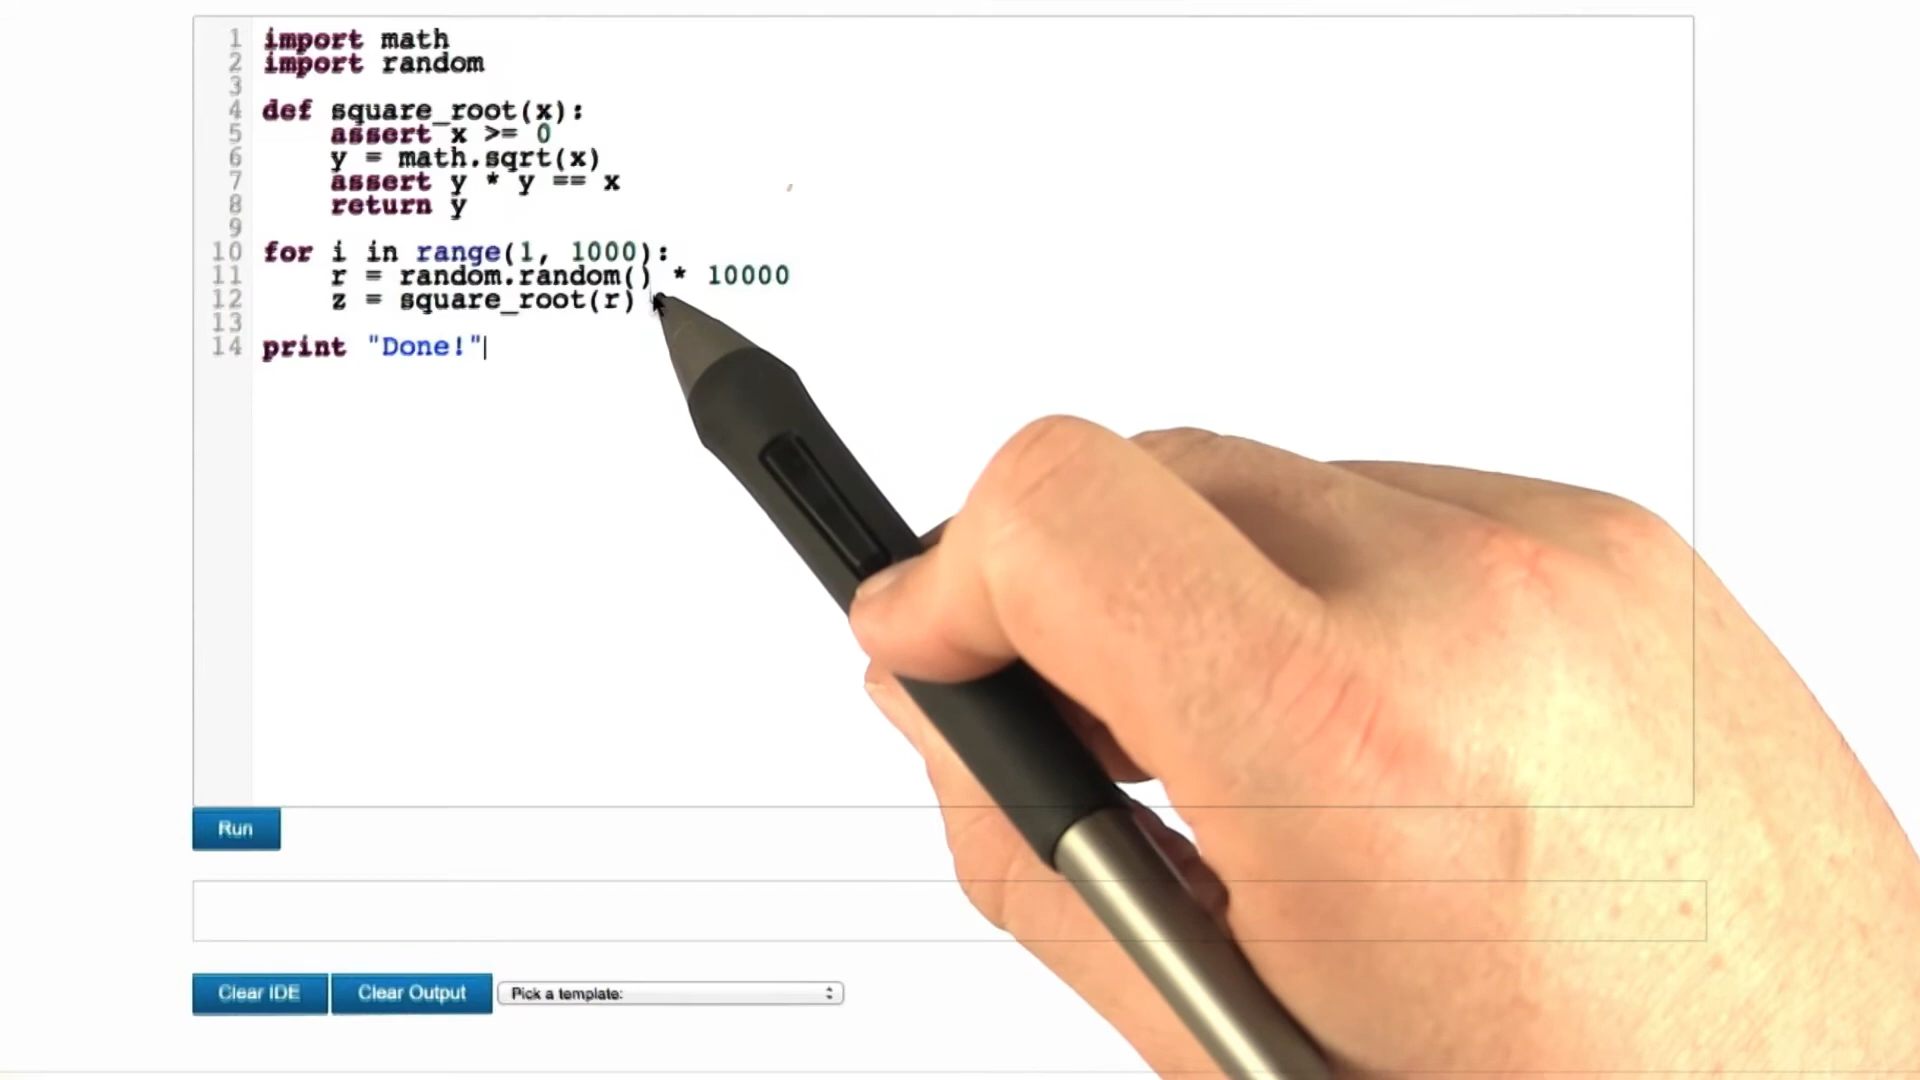 1 import math
2 import random
3
4 def square_root(x):
5     assert x >= 0
6     y = math.sqrt(x)
7     assert y * y == x
8     return y
9
10 for i in range(1, 1000):
11     r = random.random() * 10000
12     z = square_root(r)
13
14 print "Done!"
Run
Clear IDE Clear Output Pick a template: